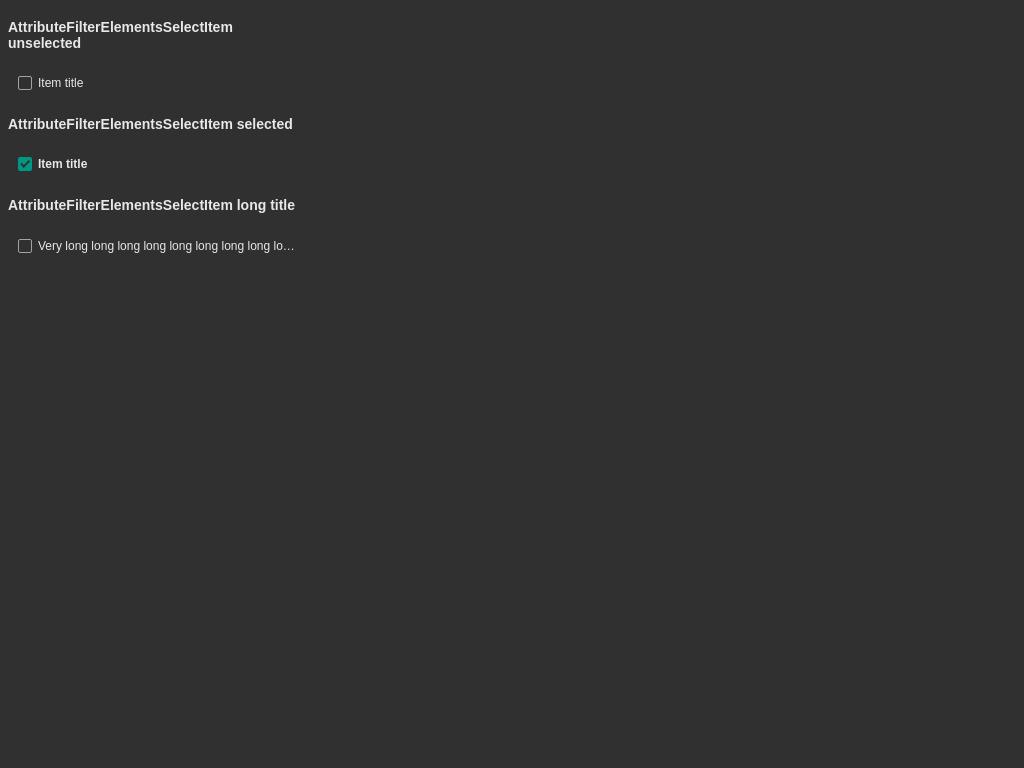 AttributeFilterElementsSelectItem
unselected
Item title
AttributeFilterElementsSelectItem selected
Item title
AttributeFilterElementsSelectItem long title
Very long long long long long long long long lo…